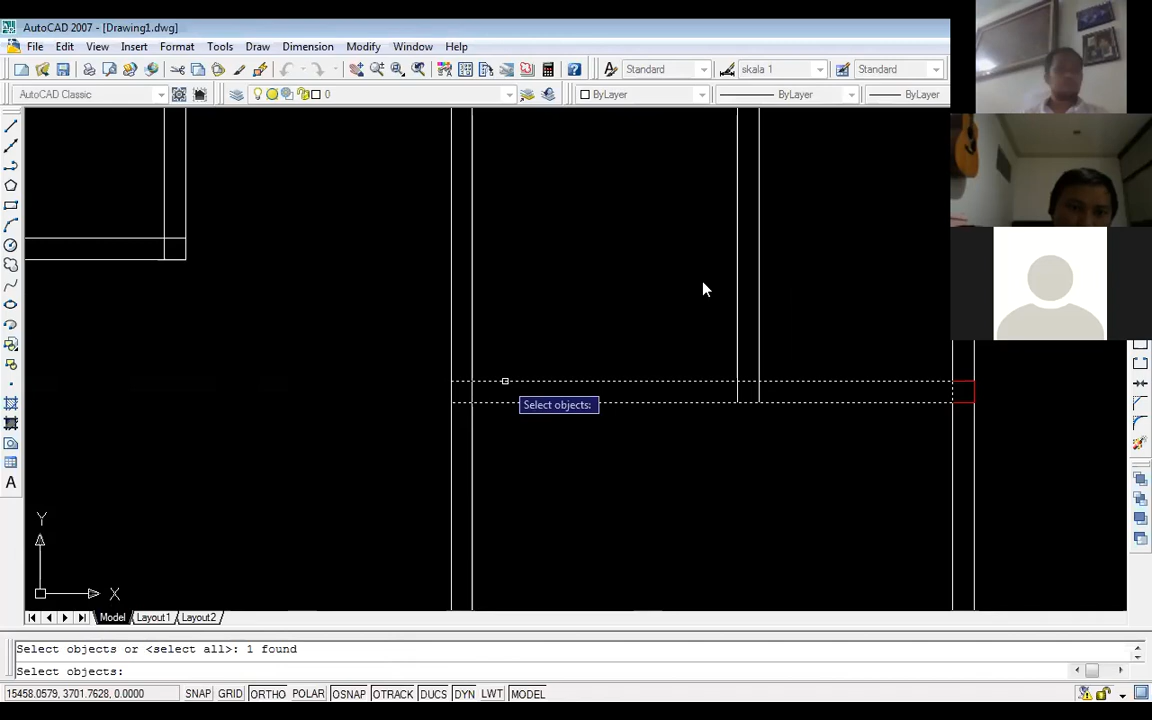 AutoCAD 2007 - [Drawing1.dwg]
File Edit View Insert Format Tools Draw Dimension Modify Window Help
Standard skala 1 Standard
AutoCAD Classic 0 ByLayer ByLayer ByLayer
Select objects:
A
Y
X
Model Layout1 Layout2
Select objects or <select all>: 1 found
Select objects:
15458.0579, 3701.7628, 0.0000 SNAP GRID ORTHO POLAR OSNAP OTRACK DUCS DYN LWT MODEL